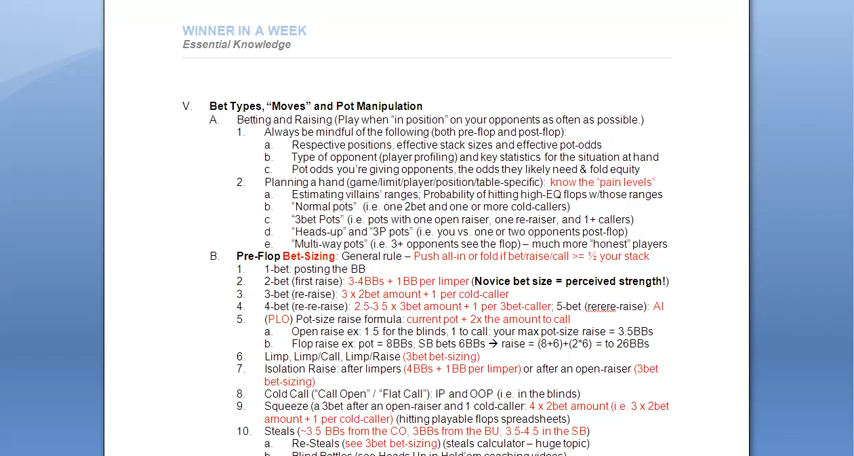 WINNER IN A WEEK
Essential Knowledge
V. Bet Types, “Moves” and Pot Manipulation
A. Betting and Raising (Play when “in position” on your opponents as often as possible.)
1. Always be mindful of the following (both pre-flop and post-flop):
a. Respective positions, effective stack sizes and effective pot-odds
b. Type of opponent (player profiling) and key statistics for the situation at hand
c. Pot odds you’re giving opponents, the odds they likely need & fold equity
2. Planning a hand (game/limit/player/position/table-specific): know the “pain levels”
a. Estimating villains’ ranges; Probability of hitting high-EQ flops w/those ranges
b. “Normal pots” (i.e. one 2bet and one or more cold-callers)
c. “3bet Pots” (i.e. pots with one open raiser, one re-raiser, and 1+ callers)
d. “Heads-up” and “3P pots” (i.e. you vs. one or two opponents post-flop)
e. “Multi-way pots” (i.e. 3+ opponents see the flop) – much more “honest” players
B. Pre-Flop Bet-Sizing: General rule – Push all-in or fold if bet/raise/call >= ½ your stack
1. 1-bet: posting the BB
2. 2-bet (first raise): 3-4BBs + 1BB per limper (Novice bet size = perceived strength!)
3. 3-bet (re-raise): 3 x 2bet amount + 1 per cold-caller
4. 4-bet (re-re-raise): 2.5-3.5 x 3bet amount + 1 per 3bet-caller; 5-bet (rerere-raise): AI
5. (PLO) Pot-size raise formula: current pot + 2x the amount to call
a. Open raise ex: 1.5 for the blinds, 1 to call: your max pot-size raise = 3.5BBs
b. Flop raise ex: pot = 8BBs, SB bets 6BBs → raise = (8+6)+(2*6) = to 26BBs
6. Limp, Limp/Call, Limp/Raise (3bet bet-sizing)
7. Isolation Raise: after limpers (4BBs + 1BB per limper) or after an open-raiser (3bet
bet-sizing)
8. Cold Call (“Call Open” / “Flat Call”): IP and OOP (i.e. in the blinds)
9. Squeeze (a 3bet after an open-raiser and 1 cold-caller: 4 x 2bet amount (i.e. 3 x 2bet
amount + 1 per cold-caller) (hitting playable flops spreadsheets)
10. Steals (~3.5 BBs from the CO, 3BBs from the BU; 3.5-4.5 in the SB)
a. Re-Steals (see 3bet bet-sizing) (steals calculator – huge topic)
b. Blind Battles (see Heads Up in Hold’em coaching videos)